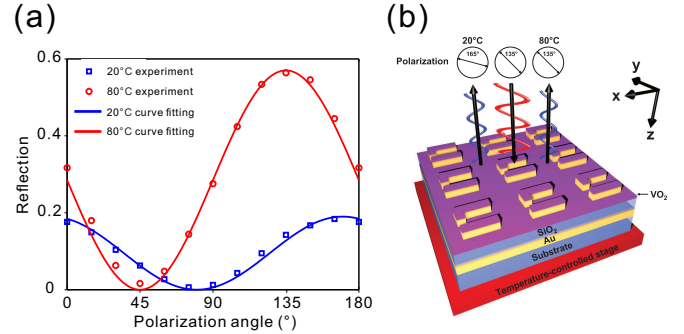 (a)
0.6
0.4
0.2
0
Reflection
20°C experiment
80°C experiment
20°C curve fitting
80°C curve fitting
0 45 90 135 180
Polarization angle (°)
(b)
20°C 80°C
Polarization 165° 135° 135°
y
x
z
VO₂
SiO₂
Au
Substrate
Temperature-controlled stage